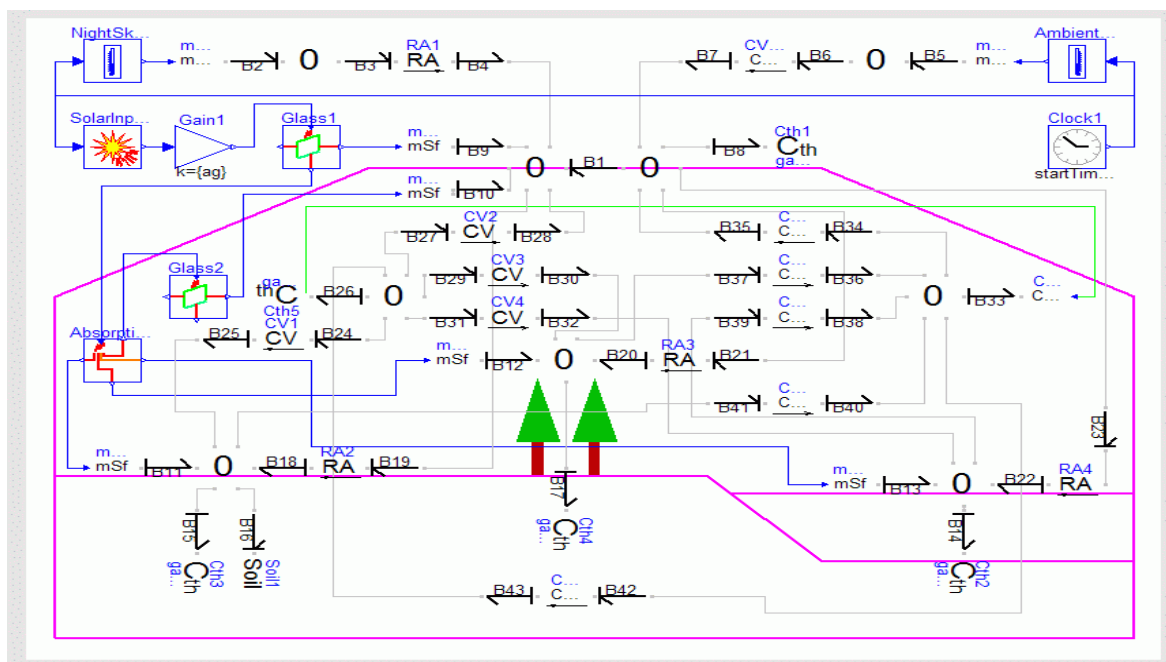 NightSk...
m...
m...
B2
0
B3
RA1
RA
B4
B7
CV...
C...
B6
0
B5
m...
m...
Ambient...
SolarInp...
Gain1
k={ag}
Glass1
m...
mSf
B9
0
B1
0
B8
Cth1
Cth
ga...
Clock1
startTim...
m...
mSf
B10
B27
CV2
CV
B28
B35
C...
C...
B34
Glass2
ga...
thC
Cth5
B26
0
B29
CV3
CV
B30
B37
C...
C...
B36
0
B33
C...
C...
B31
CV4
CV
B32
B39
C...
C...
B38
Absorpti...
B25
CV1
CV
B24
m...
mSf
B12
0
B20
RA3
RA
B21
B41
C...
C...
B40
B23
m...
mSf
B11
0
B18
RA2
RA
B19
m...
mSf
B13
0
B22
RA4
RA
B15
B16
B17
B14
Cth3
ga...
Cth
Soil1
Soil
Cth4
ga...
Cth
Cth2
ga...
Cth
B43
C...
C...
B42